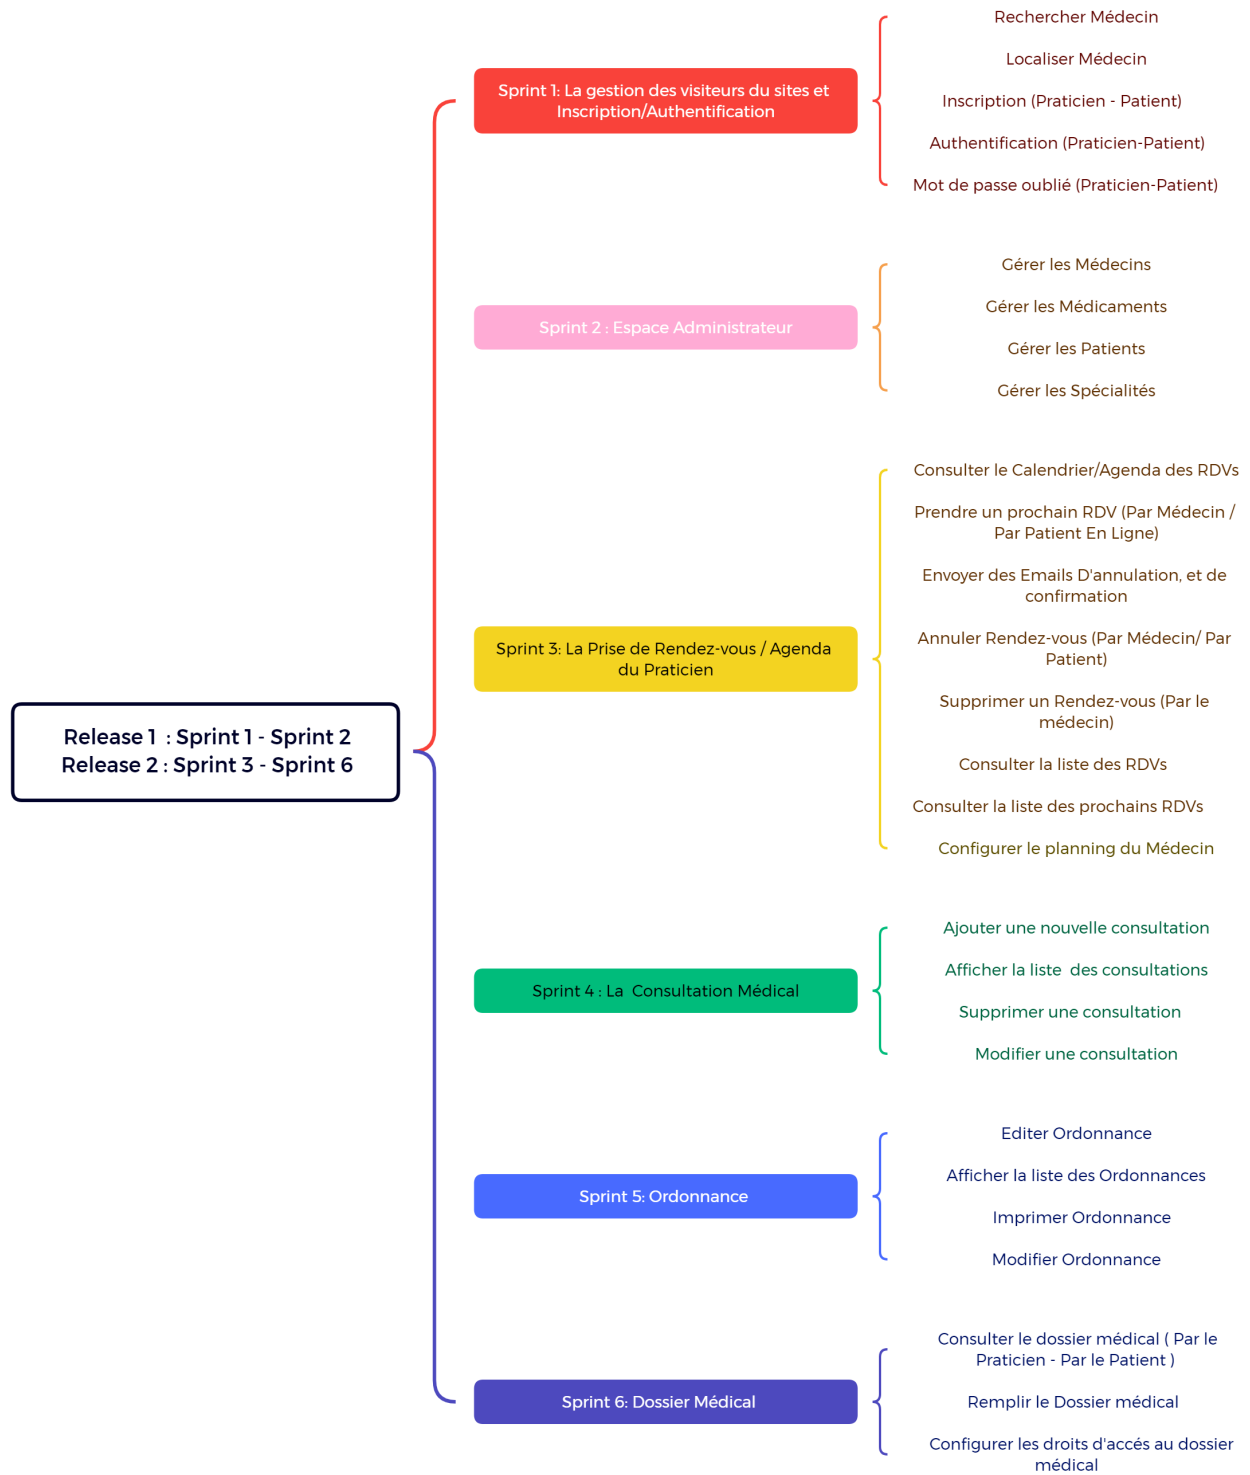 Release 1  : Sprint 1 - Sprint 2
Release 2 : Sprint 3 - Sprint 6
Sprint 1: La gestion des visiteurs du sites et
Inscription/Authentification
Rechercher Médecin
Localiser Médecin
Inscription (Praticien - Patient)
Authentification (Praticien-Patient)
Mot de passe oublié (Praticien-Patient)
Sprint 2 : Espace Administrateur
Gérer les Médecins
Gérer les Médicaments
Gérer les Patients
Gérer les Spécialités
Sprint 3: La Prise de Rendez-vous / Agenda
du Praticien
Consulter le Calendrier/Agenda des RDVs
Prendre un prochain RDV (Par Médecin /
Par Patient En Ligne)
Envoyer des Emails D'annulation, et de
confirmation
Annuler Rendez-vous (Par Médecin/ Par
Patient)
Supprimer un Rendez-vous (Par le
médecin)
Consulter la liste des RDVs
Consulter la liste des prochains RDVs
Configurer le planning du Médecin
Sprint 4 : La  Consultation Médical
Ajouter une nouvelle consultation
Afficher la liste  des consultations
Supprimer une consultation
Modifier une consultation
Sprint 5: Ordonnance
Editer Ordonnance
Afficher la liste des Ordonnances
Imprimer Ordonnance
Modifier Ordonnance
Sprint 6: Dossier Médical
Consulter le dossier médical ( Par le
Praticien - Par le Patient )
Remplir le Dossier médical
Configurer les droits d'accés au dossier
médical